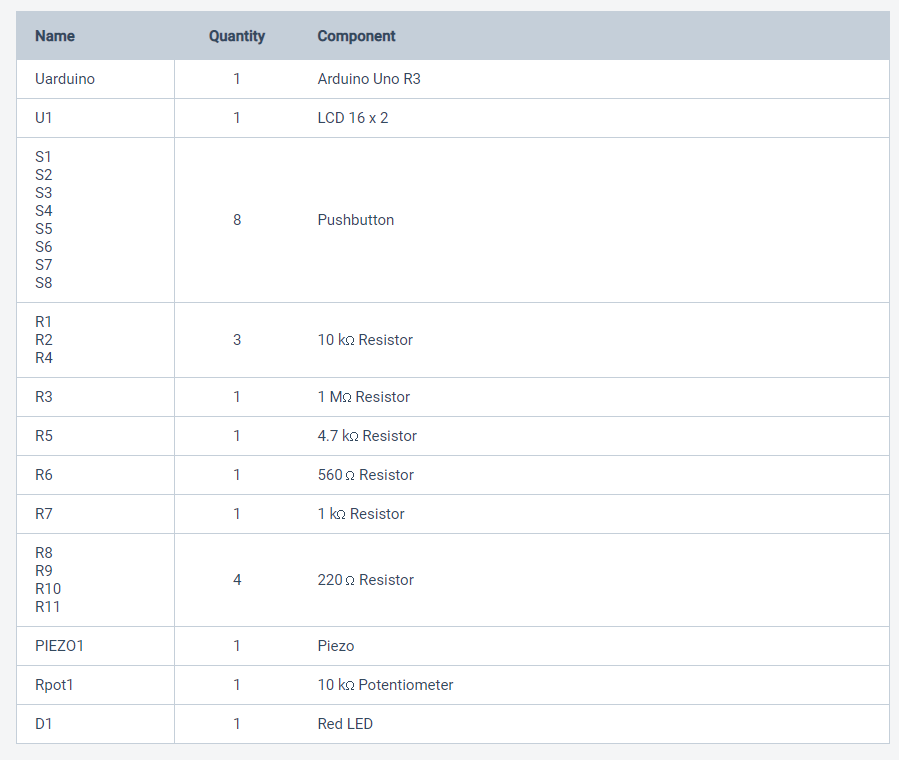 Name Quantity Component
Uarduino 1 Arduino Uno R3
U1 1 LCD 16 x 2
S1
S2
S3
S4
S5
S6
S7
S8
8 Pushbutton
R1
R2
R4
3 10 kΩ Resistor
R3 1 1 MΩ Resistor
R5 1 4.7 kΩ Resistor
R6 1 560 Ω Resistor
R7 1 1 kΩ Resistor
R8
R9
R10
R11
4 220 Ω Resistor
PIEZO1 1 Piezo
Rpot1 1 10 kΩ Potentiometer
D1 1 Red LED